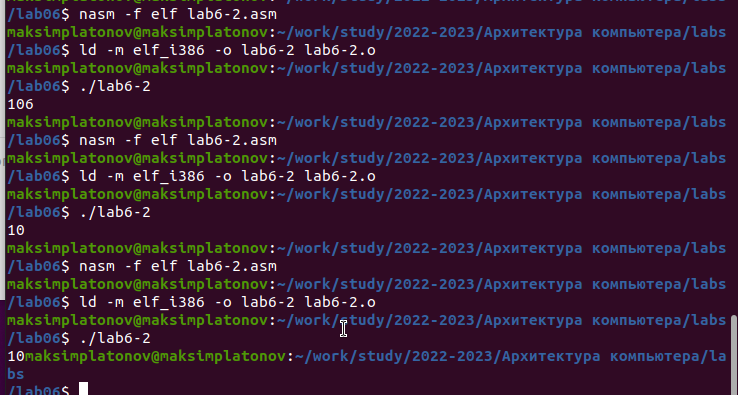 /lab06$ nasm -f elf lab6-2.asm
maksimplatonov@maksimplatonov:~/work/study/2022-2023/Архитектура компьютера/labs
/lab06$ ld -m elf_i386 -o lab6-2 lab6-2.o
maksimplatonov@maksimplatonov:~/work/study/2022-2023/Архитектура компьютера/labs
/lab06$ ./lab6-2
106
maksimplatonov@maksimplatonov:~/work/study/2022-2023/Архитектура компьютера/labs
/lab06$ nasm -f elf lab6-2.asm
maksimplatonov@maksimplatonov:~/work/study/2022-2023/Архитектура компьютера/labs
/lab06$ ld -m elf_i386 -o lab6-2 lab6-2.o
maksimplatonov@maksimplatonov:~/work/study/2022-2023/Архитектура компьютера/labs
/lab06$ ./lab6-2
10
maksimplatonov@maksimplatonov:~/work/study/2022-2023/Архитектура компьютера/labs
/lab06$ nasm -f elf lab6-2.asm
maksimplatonov@maksimplatonov:~/work/study/2022-2023/Архитектура компьютера/labs
/lab06$ ld -m elf_i386 -o lab6-2 lab6-2.o
maksimplatonov@maksimplatonov:~/work/study/2022-2023/Архитектура компьютера/labs
/lab06$ ./lab6-2
10maksimplatonov@maksimplatonov:~/work/study/2022-2023/Архитектура компьютера/la
bs
/lab06$